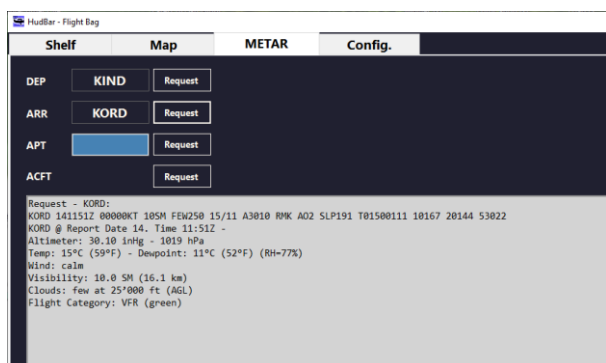 HudBar - Flight Bag
Shelf Map METAR Config.
DEP KIND Request
ARR KORD Request
APT Request
ACFT Request
Request - KORD:
KORD 141151Z 00000KT 10SM FEW250 15/11 A3010 RMK AO2 SLP191 T01500111 10167 20144 53022
KORD @ Report Date 14. Time 11:51Z -
Altimeter: 30.10 inHg - 1019 hPa
Temp: 15°C (59°F) - Dewpoint: 11°C (52°F) (RH=77%)
Wind: calm
Visibility: 10.0 SM (16.1 km)
Clouds: few at 25'000 ft (AGL)
Flight Category: VFR (green)